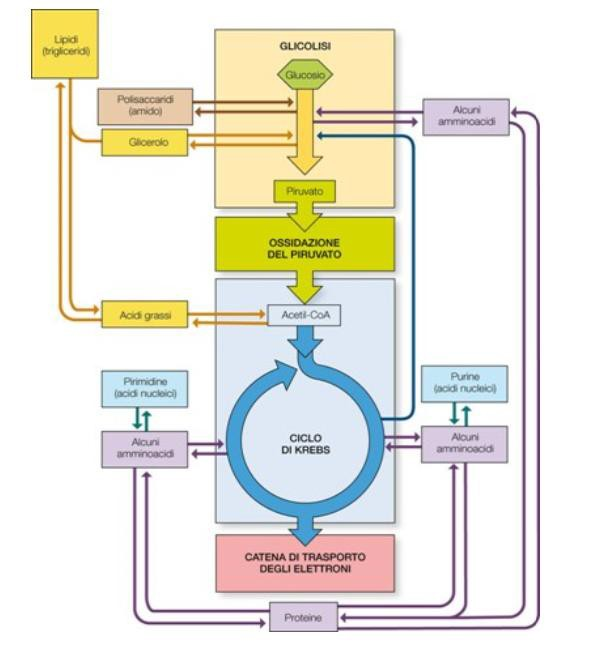 Lipidi
(trigliceridi)
GLICOLISI
Glucosio
Polisaccaridi
(amido)
Alcuni
amminoacidi
Glicerolo
Piruvato
OSSIDAZIONE
DEL PIRUVATO
Acidi grassi
Acetil-CoA
Pirimidine
(acidi nucleici)
Purine
(acidi nucleici)
Alcuni
amminoacidi
CICLO
DI KREBS
Alcuni
amminoacidi
CATENA DI TRASPORTO
DEGLI ELETTRONI
Proteine